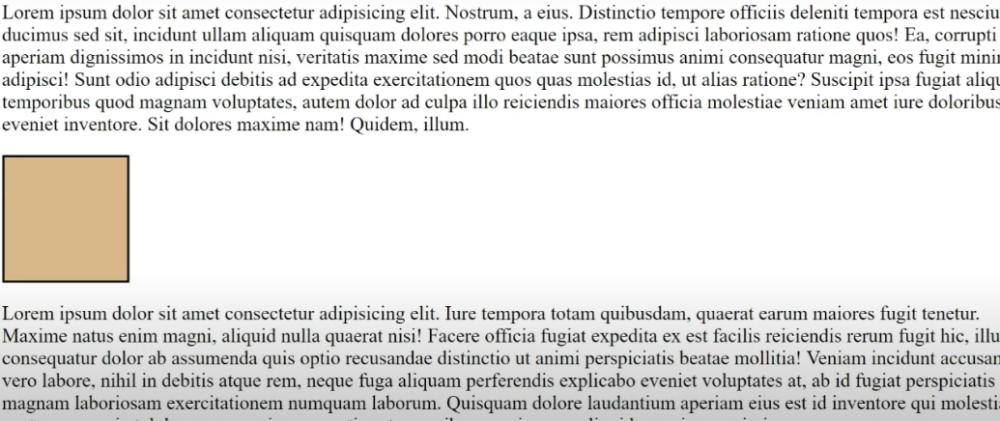 Lorem ipsum dolor sit amet consectetur adipisicing elit. Nostrum, a eius. Distinctio tempore officiis deleniti tempora est
ducimus sed sit, incidunt ullam aliquam quisquam dolores porro eaque ipsa, rem adipisci laboriosam ratione quos! Ea, corrupti
aperiam dignissimos in incidunt nisi, veritatis maxime sed modi beatae sunt possimus animi consequatur magni, eos fugit
adipisci! Sunt odio adipisci debitis ad expedita exercitationem quos quas molestias id, ut alias ratione? Suscipit ipsa fugiat
temporibus quod magnam voluptates, autem dolor ad culpa illo reiciendis maiores officia molestiae veniam amet iure
eveniet inventore. Sit dolores maxime nam! Quidem, illum.
Lorem ipsum dolor sit amet consectetur adipisicing elit. Iure tempora totam quibusdam, quaerat earum maiores fugit tenetur.
Maxime natus enim magni, aliquid nulla quaerat nisi! Facere officia fugiat expedita ex est facilis reiciendis rerum fugit hic,
consequatur dolor ab assumenda quis optio recusandae distinctio ut animi perspiciatis beatae mollitia! Veniam incidunt
vero labore, nihil in debitis atque rem, neque fuga aliquam perferendis explicabo eveniet voluptates at, ab id fugiat perspiciatis
magnam laboriosam exercitationem nunquam laborum. Quisquam dolore laudantium aperiam eius est id inventore qui